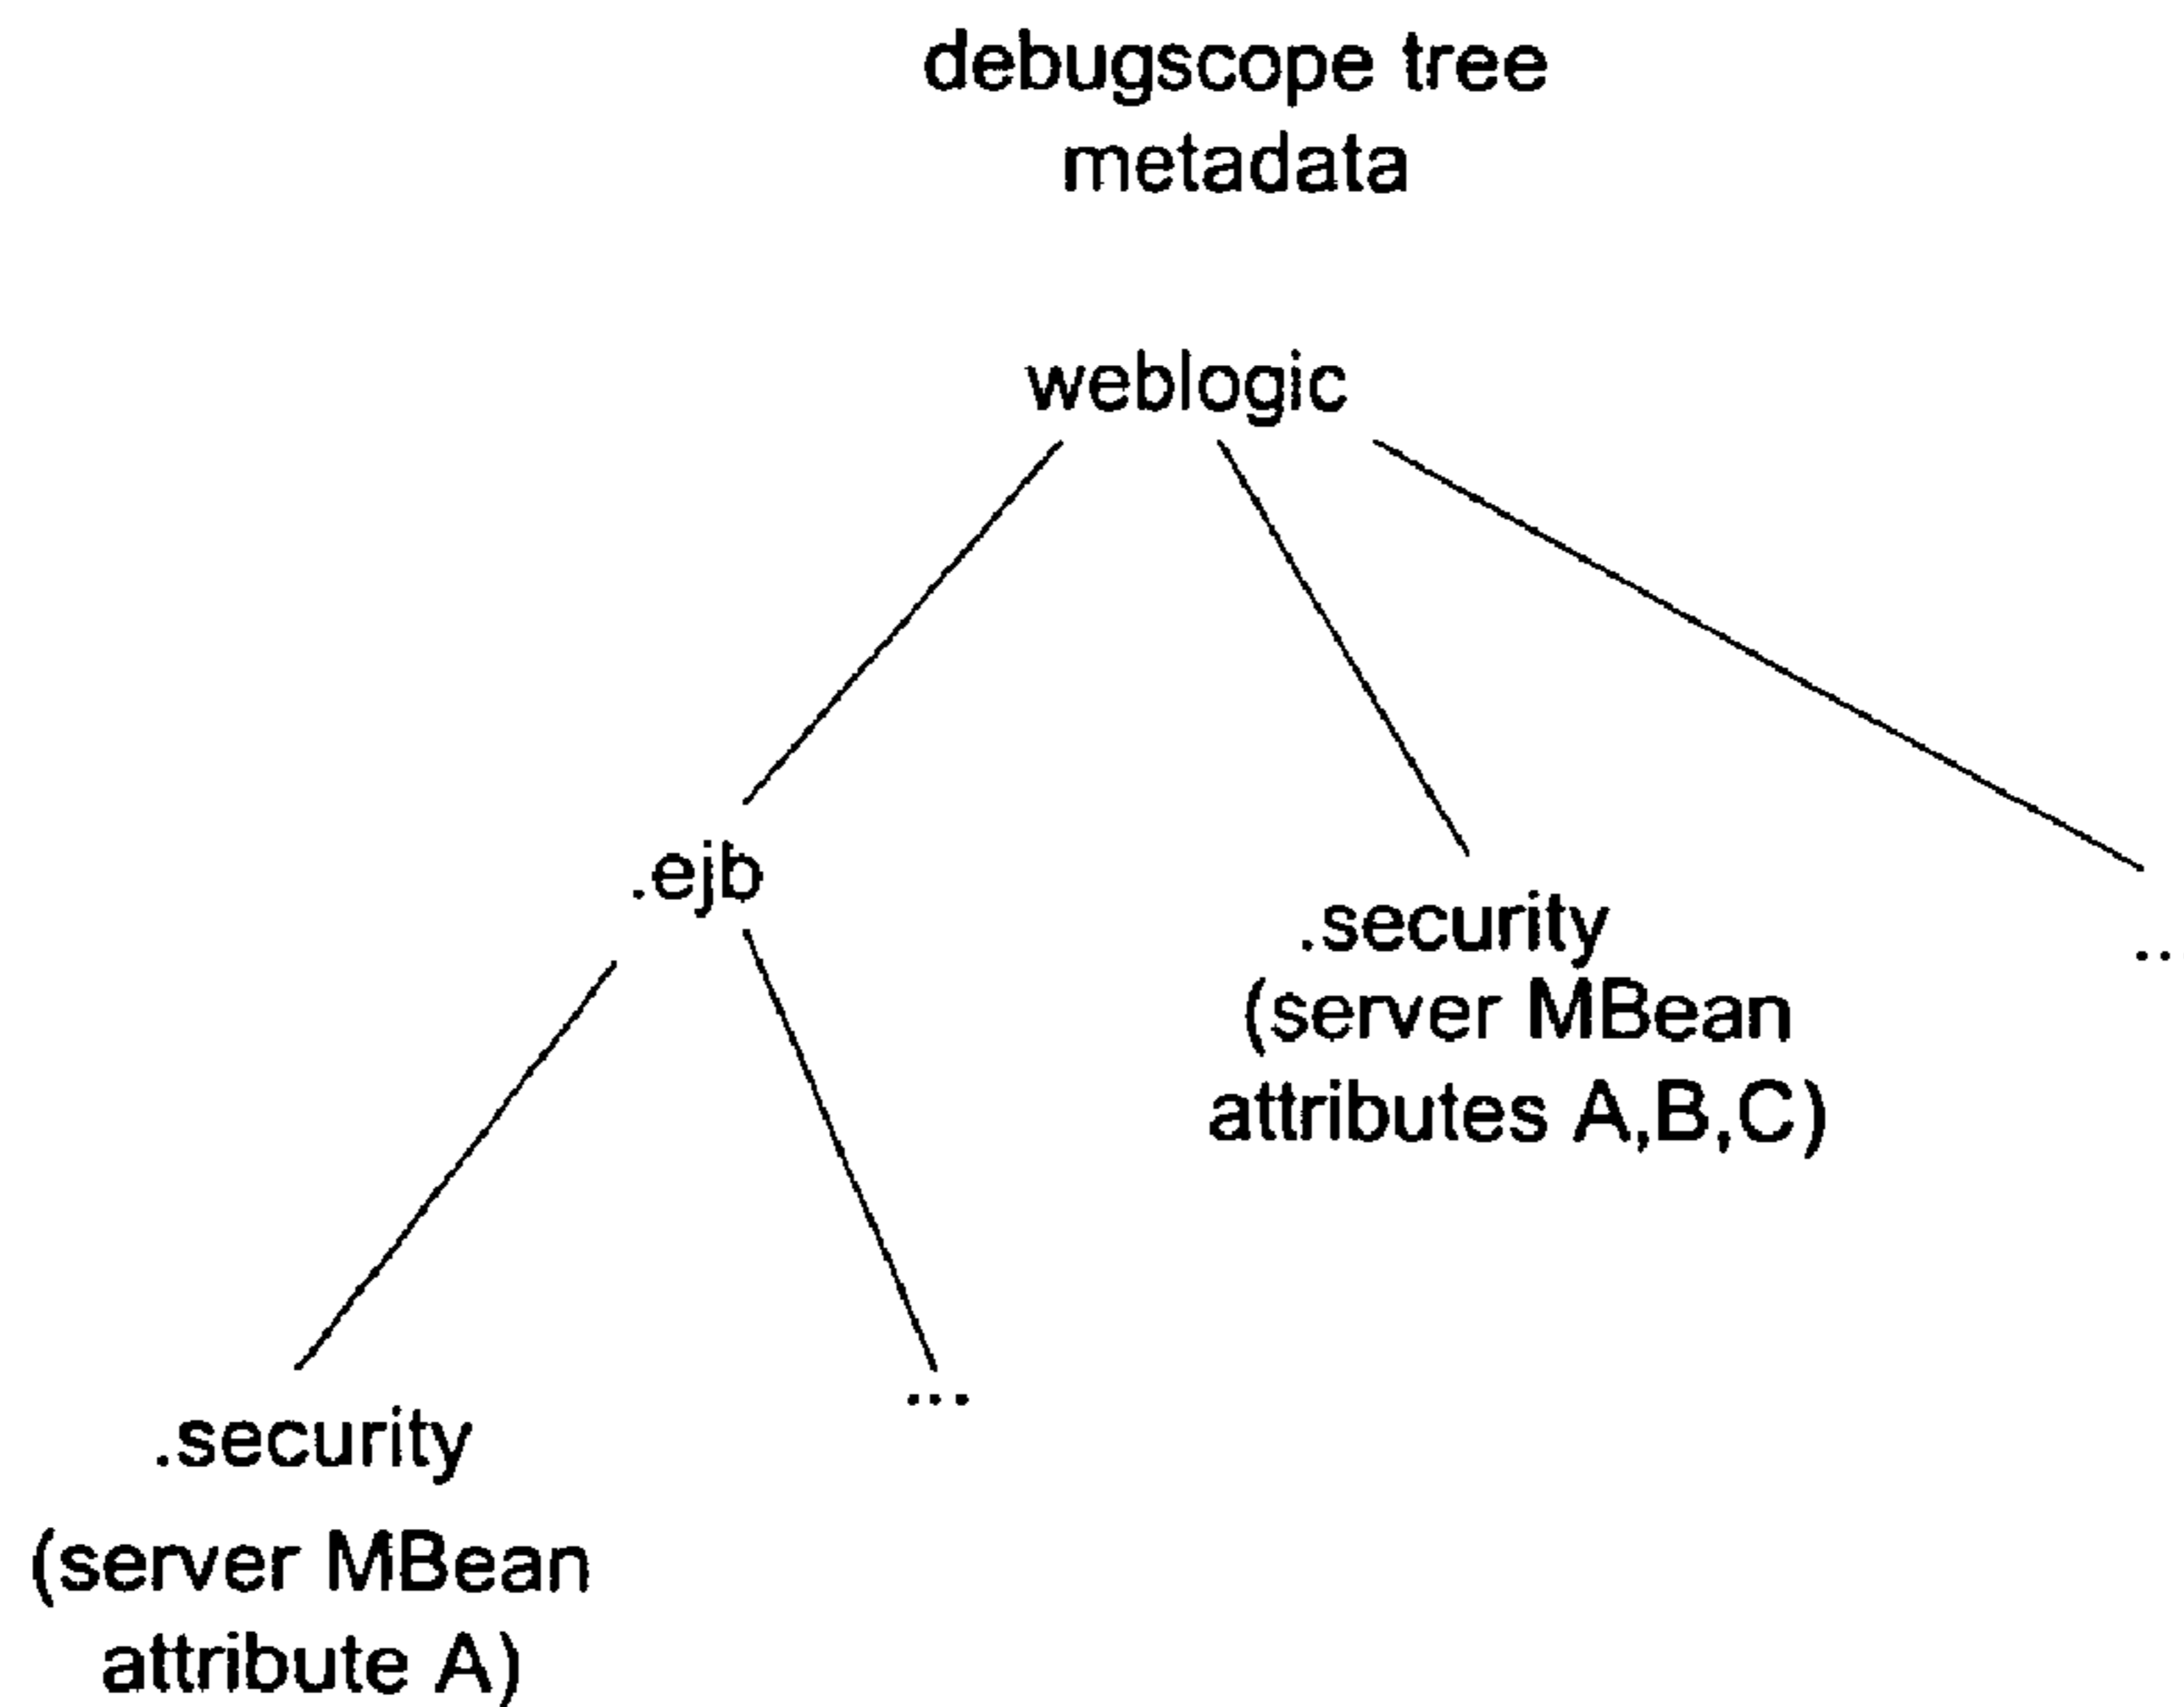 debugscope tree
metadata
weblogic
.ejb
.security
(server MBean
attributes A,B,C)
..
...
.security
(server MBean
attribute A)